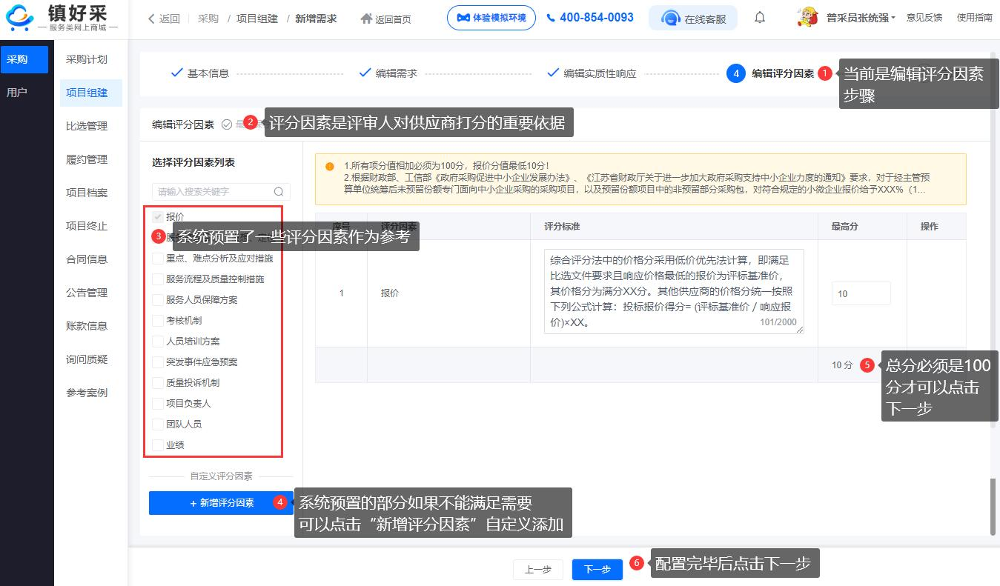 镇好采
服务类网上商城
返回
采购 / 项目组建 / 新增需求
返回首页
体验模拟环境
400-854-0093
在线客服
普采员张统强
意见反馈
使用指南
采购
用户
采购计划
项目组建
比选管理
履约管理
项目档案
项目终止
合同信息
公告管理
账款信息
询问质疑
参考案例
基本信息
编辑需求
编辑实质性响应
4 编辑评分因素
1 当前是编辑评分因素
步骤
编辑评分因素
2 评分因素是评审人对供应商打分的重要依据
选择评分因素列表
请输入搜索关键字
报价
3 系统预置了一些评分因素作为参考
重点、难点分析及应对措施
服务流程及质量控制措施
服务人员保障方案
考核机制
人员培训方案
突发事件应急预案
质量投诉机制
项目负责人
团队人员
业绩
自定义评分因素
+ 新增评分因素
4 系统预置的部分如果不能满足需要
可以点击“新增评分因素”自定义添加
1.所有项分值相加必须为100分，报价分值最低10分！
2.根据财政部、工信部《政府采购促进中小企业发展办法》、《江苏省财政厅关于进一步加大政府采购支持中小企业力度的通知》要求，对于经主管预
算单位统筹后未预留份额专门面向中小企业采购的采购项目，以及预留份额项目中的非预留部分采购包，对符合规定的小微企业报价给予XXX%（1...
序号 评分因素 评分标准 最高分 操作
1 报价
综合评分法中的价格分采用低价优先法计算，即满足
比选文件要求且响应价格最低的报价为评标基准价，
其价格分为满分XX分。其他供应商的价格分统一按照
下列公式计算：投标报价得分= (评标基准价 / 响应报
价)×XX。
101/2000
10
10 分
5 总分必须是100
分才可以点击
下一步
上一步
下一步
6 配置完毕后点击下一步